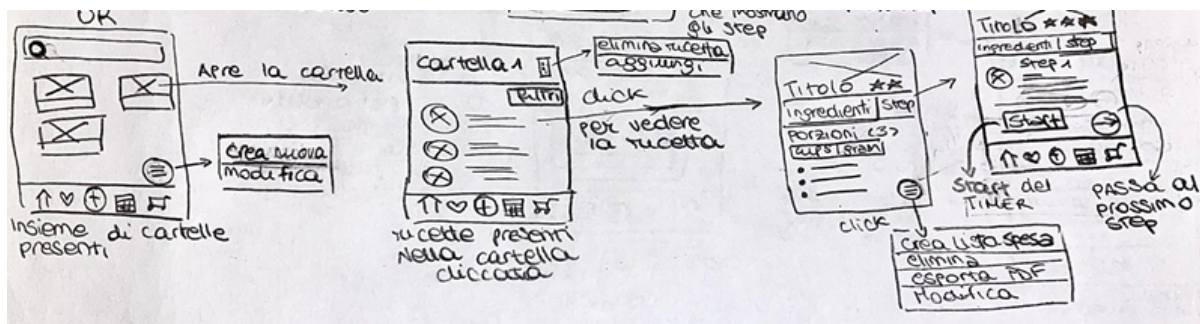 OK
Apre la cartella
Crea nuova
modifica
Insieme di cartelle
presenti
Cartella 1
filtri
elimina ricetta
aggiungi
click
per vedere
la ricetta
ricette presenti
nella cartella
cliccata
che mostrano
gli step
Titolo
ingredienti | Step
porzioni <3>
cups | gram
click
crea lista spesa
elimina
esporta PDF
Modifica
Titolo
ingredienti | step
step 1
Start
Start del
TIMER
PASSA al
prossimo
step